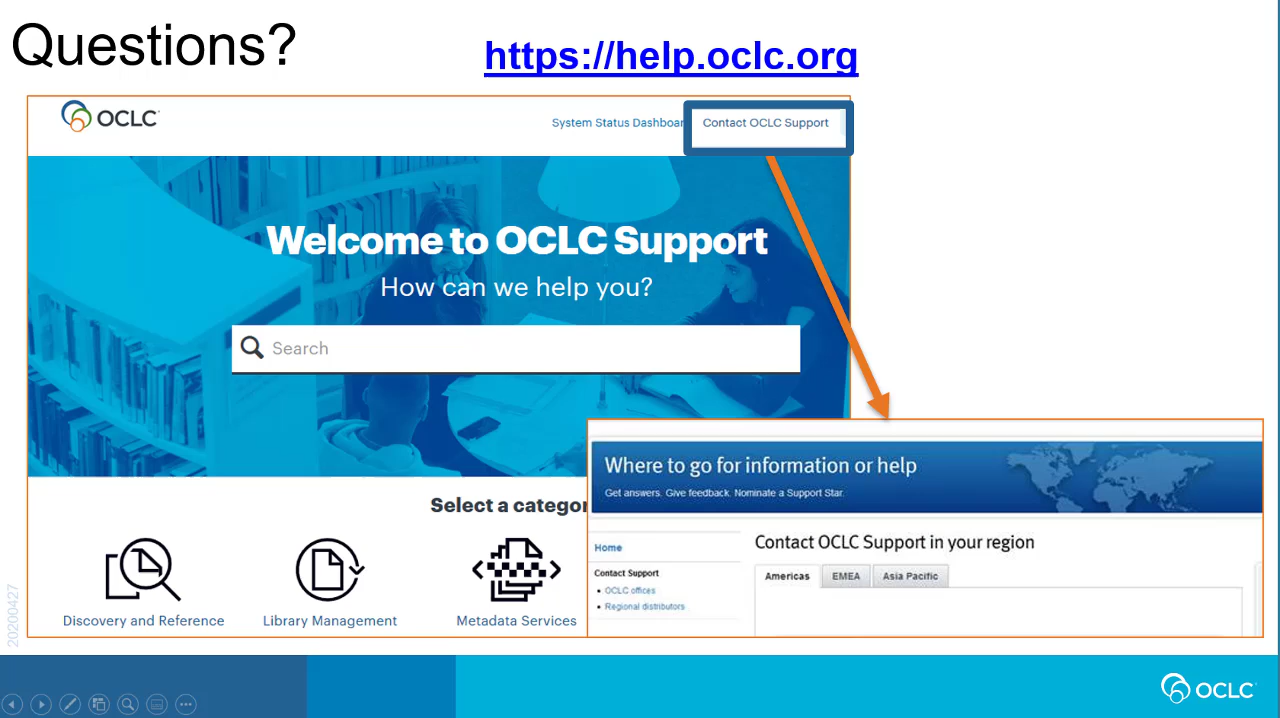 Questions?
https://help.oclc.org
OCLC
System Status Dashboar
Contact OCLC Support
Welcome to OCLC Support
How can we help you?
Search
Select a categor
Discovery and Reference
Library Management
Metadata Services
Where to go for information or help
Get answers. Give feedback. Nominate a Support Star.
Home
Contact Support
OCLC offices
Regional distributors
Contact OCLC Support in your region
Americas
EMEA
Asia Pacific
20200427
OCLC